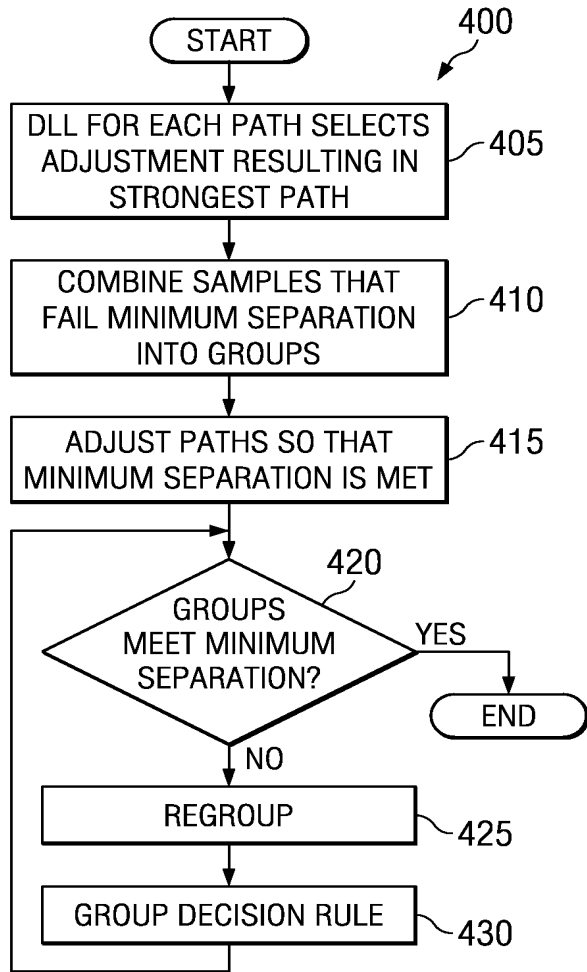 START
400
DLL FOR EACH PATH SELECTS
ADJUSTMENT RESULTING IN
STRONGEST PATH
405
COMBINE SAMPLES THAT
FAIL MINIMUM SEPARATION
INTO GROUPS
410
ADJUST PATHS SO THAT
MINIMUM SEPARATION IS MET
415
420
GROUPS
MEET MINIMUM
SEPARATION?
YES
END
NO
REGROUP
425
GROUP DECISION RULE
430